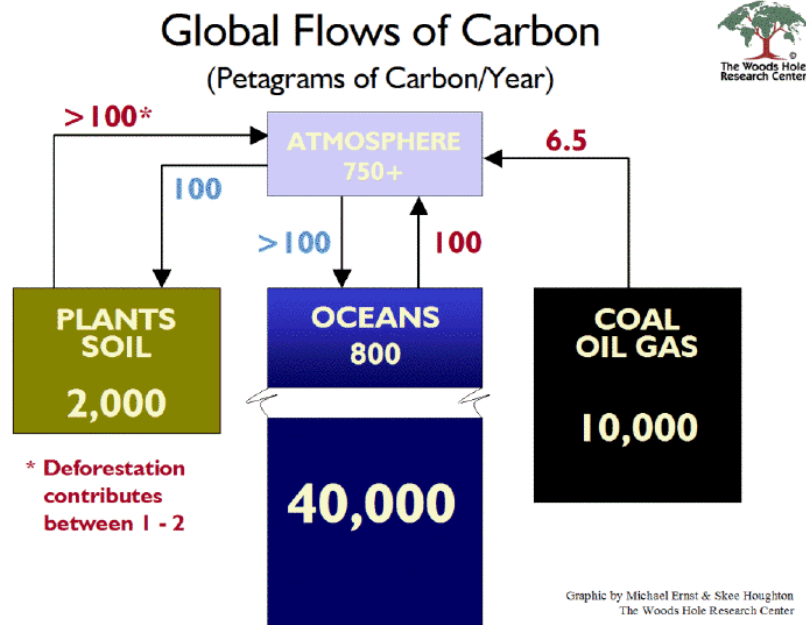 Global Flows of Carbon
(Petagrams of Carbon/Year)
©
The Woods Hole
Research Center
>100*
ATMOSPHERE
750+
6.5
100
>100
100
PLANTS
SOIL
2,000
OCEANS
800
COAL
OIL GAS
10,000
40,000
* Deforestation
contributes
between 1 - 2
Graphic by Michael Ernst & Skee Houghton
The Woods Hole Research Center